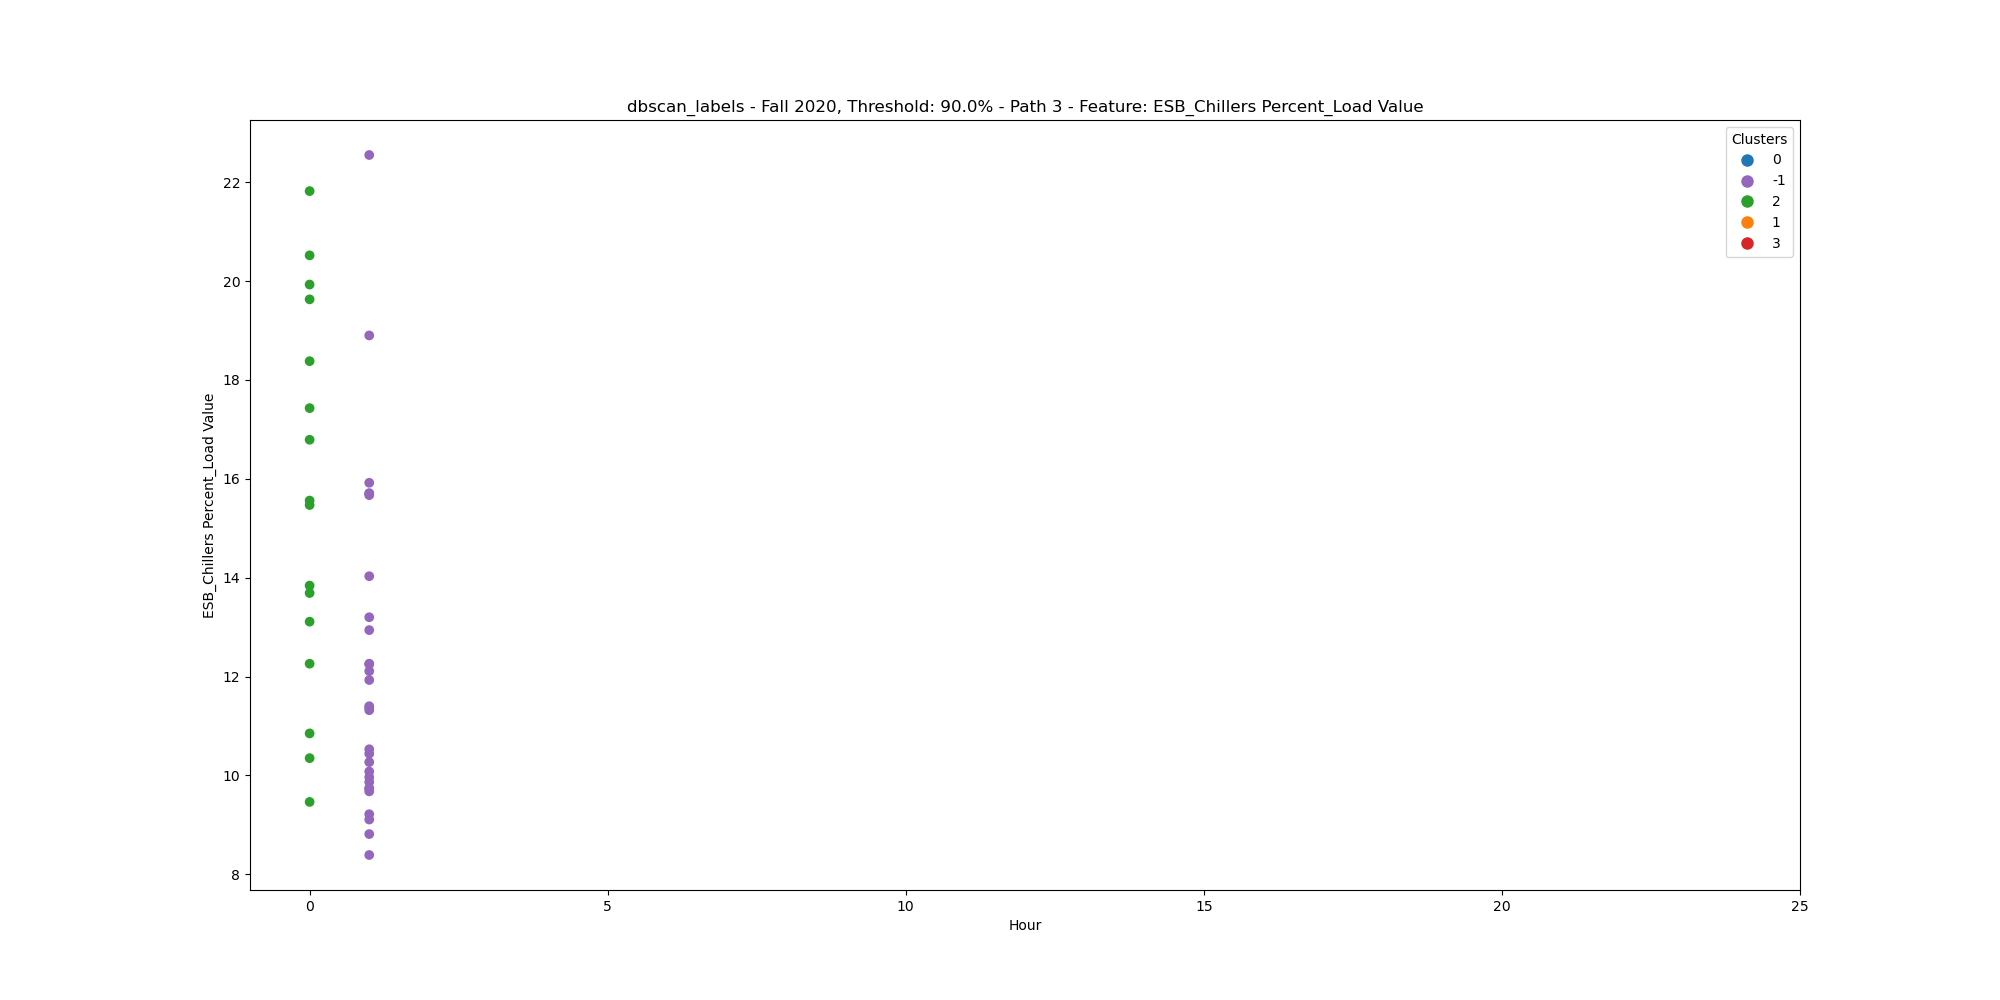 dbscan_labels - Fall 2020, Threshold: 90.0% - Path 3 - Feature: ESB_Chillers Percent_Load Value
Clusters
0
-1
2
1
3
ESB_Chillers Percent_Load Value
22
20
18
16
14
12
10
8
0 5 10 15 20 25
Hour